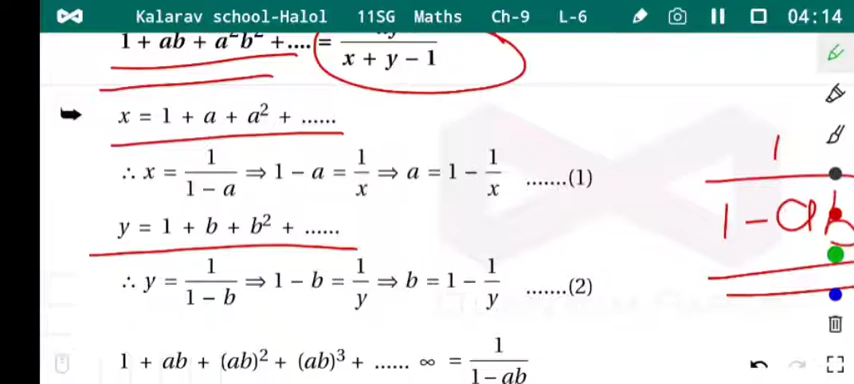 Kalarav school-Halol 11SG Maths Ch-9 L-6 04:14
1 + ab + a²b² + .... = xy / (x + y − 1)
➥ x = 1 + a + a² + ......
∴ x = 1/(1 − a) ⇒ 1 − a = 1/x ⇒ a = 1 − 1/x .......(1)
1/(1 − ab)
y = 1 + b + b² + ......
∴ y = 1/(1 − b) ⇒ 1 − b = 1/y ⇒ b = 1 − 1/y .......(2)
1 + ab + (ab)² + (ab)³ + ...... ∞ = 1/(1 − ab)